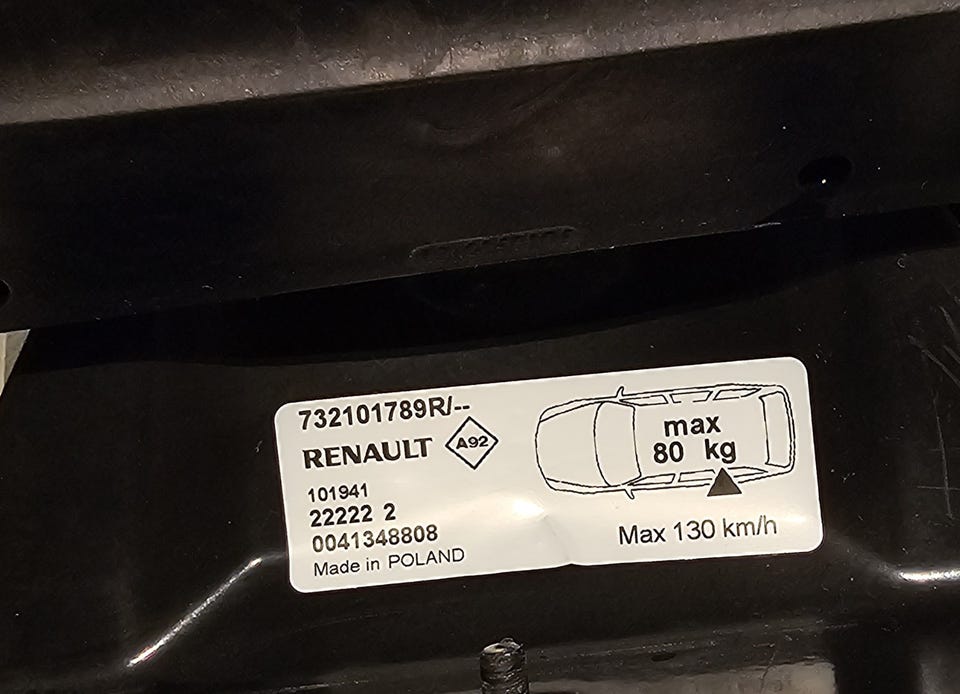 732101789R/--
RENAULT A92
101941
22222 2
0041348808
Made in POLAND
max
80 kg
Max 130 km/h